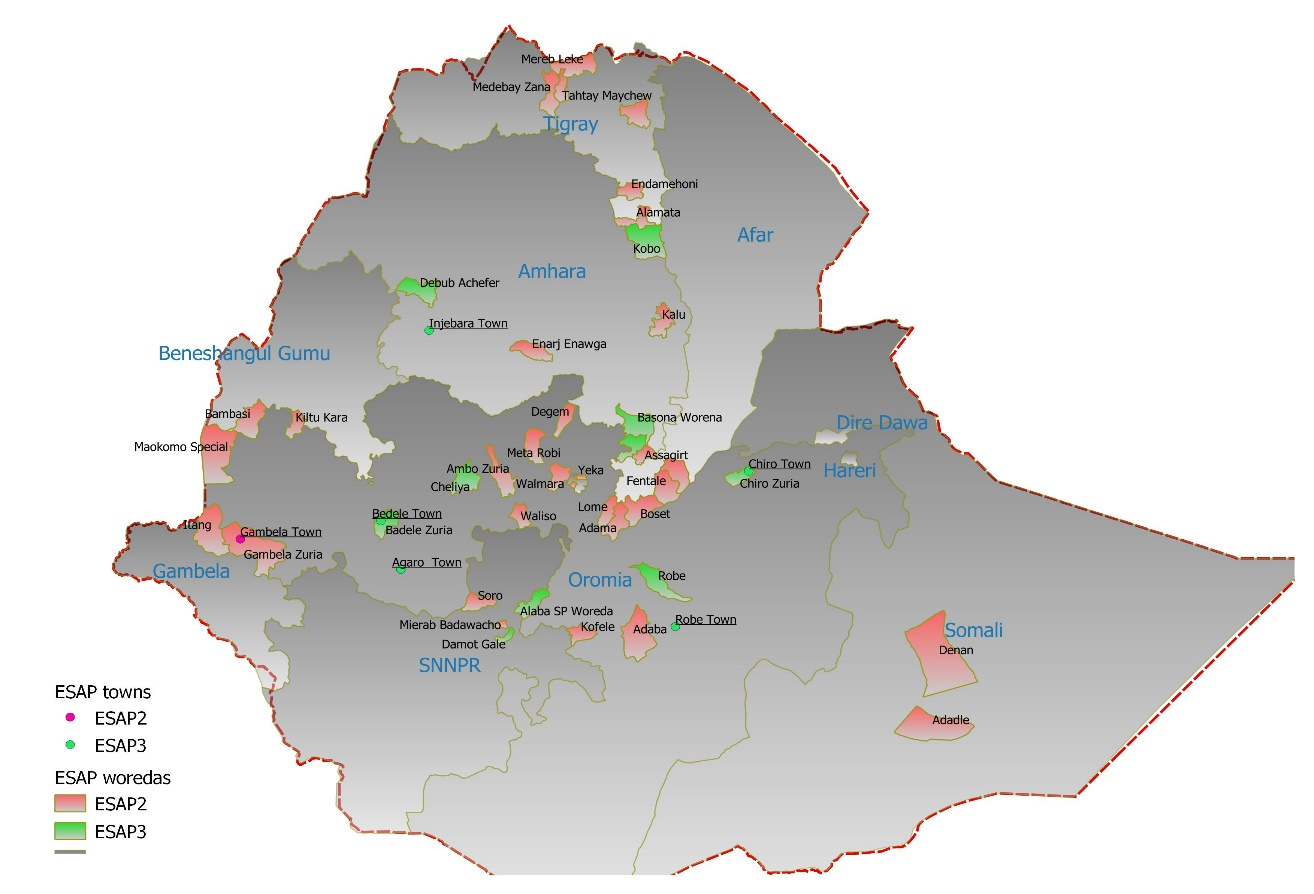 Mereb Leke
Medebay Zana
Tahtay Maychew
Tigray
Endamehoni
Alamata
Afar
Kobo
Amhara
Debub Achefer
Kalu
Injebara Town
Enarj Enawga
Beneshangul Gumu
Bambasi
Kiltu Kara
Degem
Basona Worena
Dire Dawa
Maokomo Special
Meta Robi
Assagirt
Chiro Town
Hareri
Ambo Zuria
Yeka
Cheliya
Walmara
Fentale
Chiro Zuria
Lome
Bedele Town
Waliso
Boset
Itang
Gambela Town
Badele Zuria
Adama
Gambela Zuria
Agaro Town
Gambela
Oromia
Robe
Soro
Alaba SP Woreda
Mierab Badawacho
Kofele
Adaba
Robe Town
Somali
Damot Gale
Denan
SNNPR
Adadle
ESAP towns
ESAP2
ESAP3
ESAP woredas
ESAP2
ESAP3